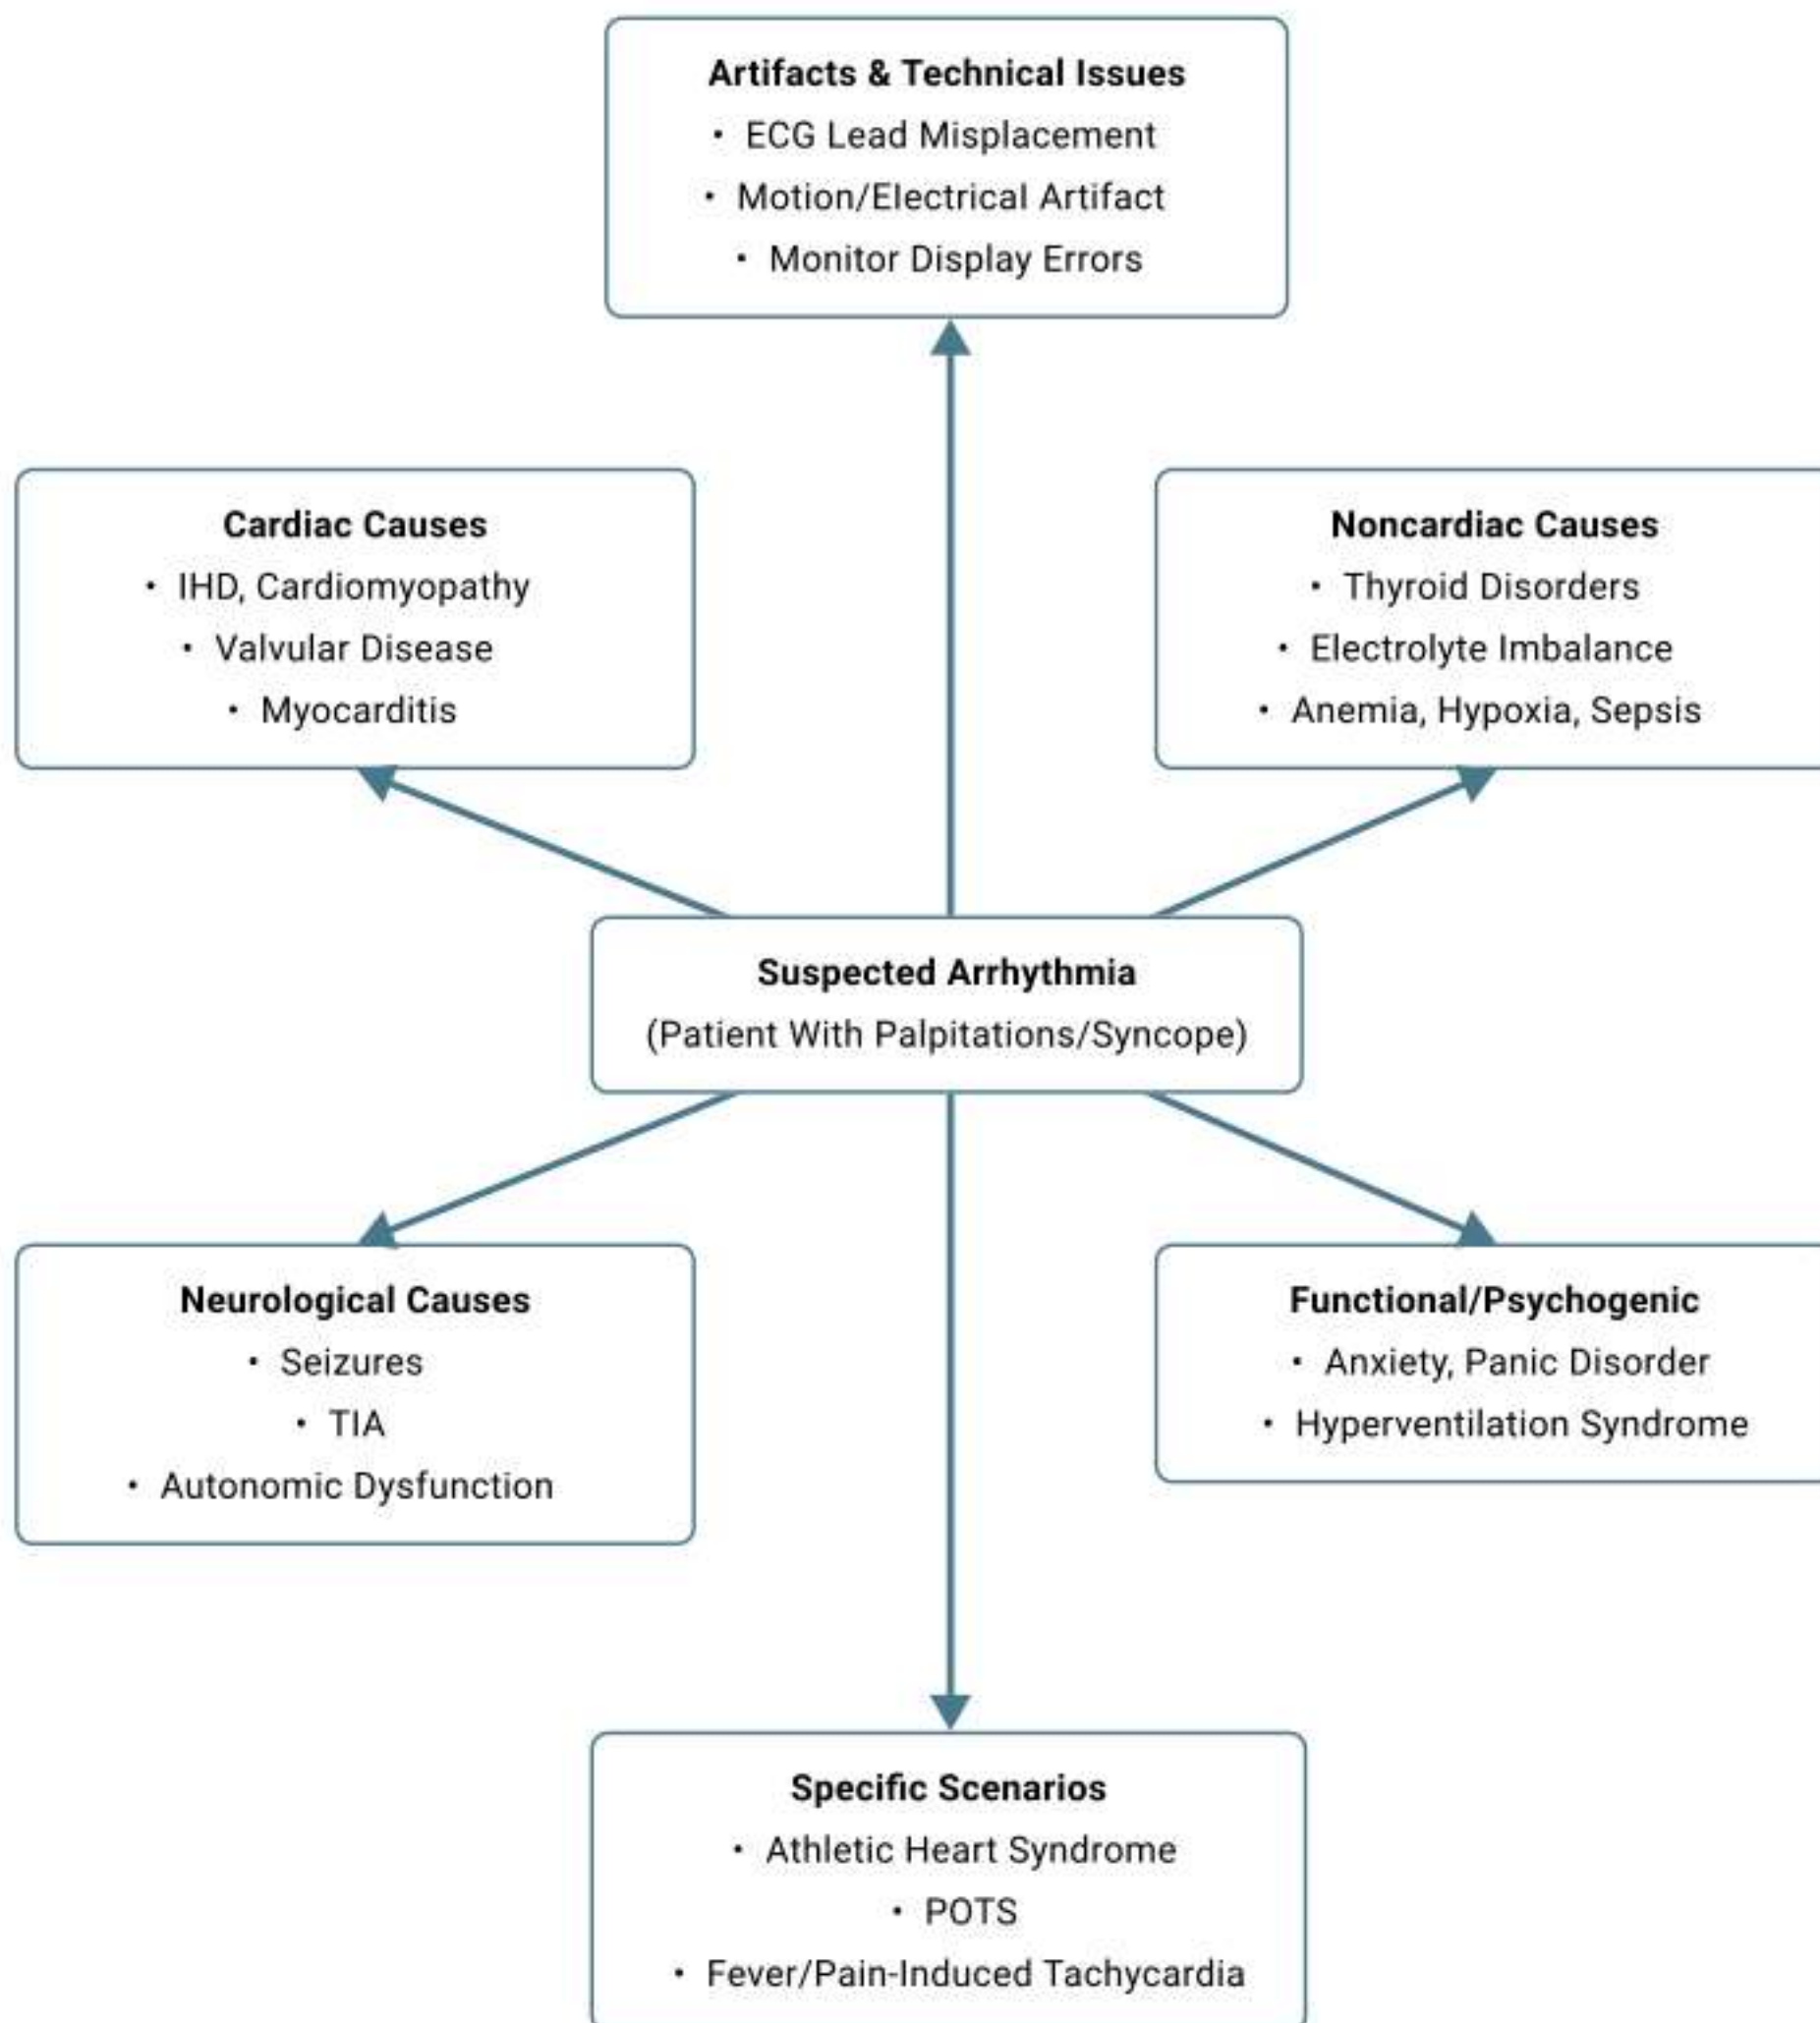 Artifacts & Technical Issues
• ECG Lead Misplacement
• Motion/Electrical Artifact
• Monitor Display Errors
Cardiac Causes
• IHD, Cardiomyopathy
• Valvular Disease
• Myocarditis
Noncardiac Causes
• Thyroid Disorders
• Electrolyte Imbalance
• Anemia, Hypoxia, Sepsis
Suspected Arrhythmia
(Patient With Palpitations/Syncope)
Neurological Causes
• Seizures
• TIA
• Autonomic Dysfunction
Functional/Psychogenic
• Anxiety, Panic Disorder
• Hyperventilation Syndrome
Specific Scenarios
• Athletic Heart Syndrome
• POTS
• Fever/Pain-Induced Tachycardia